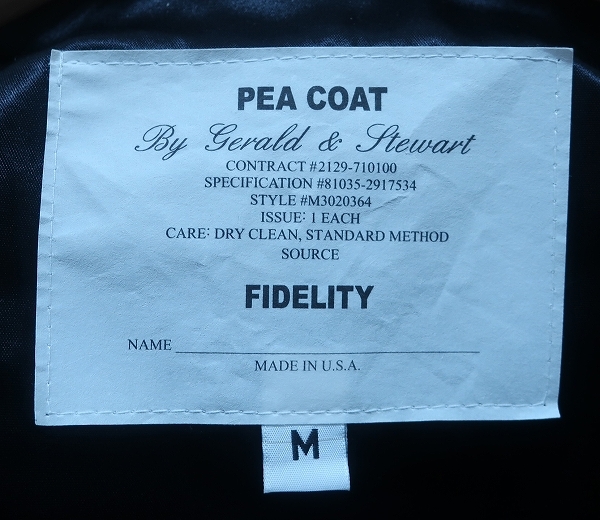 PEA COAT
By Gerald & Stewart
CONTRACT #2129-710100
SPECIFICATION #81035-2917534
STYLE #M3020364
ISSUE: 1 EACH
CARE: DRY CLEAN, STANDARD METHOD
SOURCE
FIDELITY
NAME
MADE IN U.S.A.
M